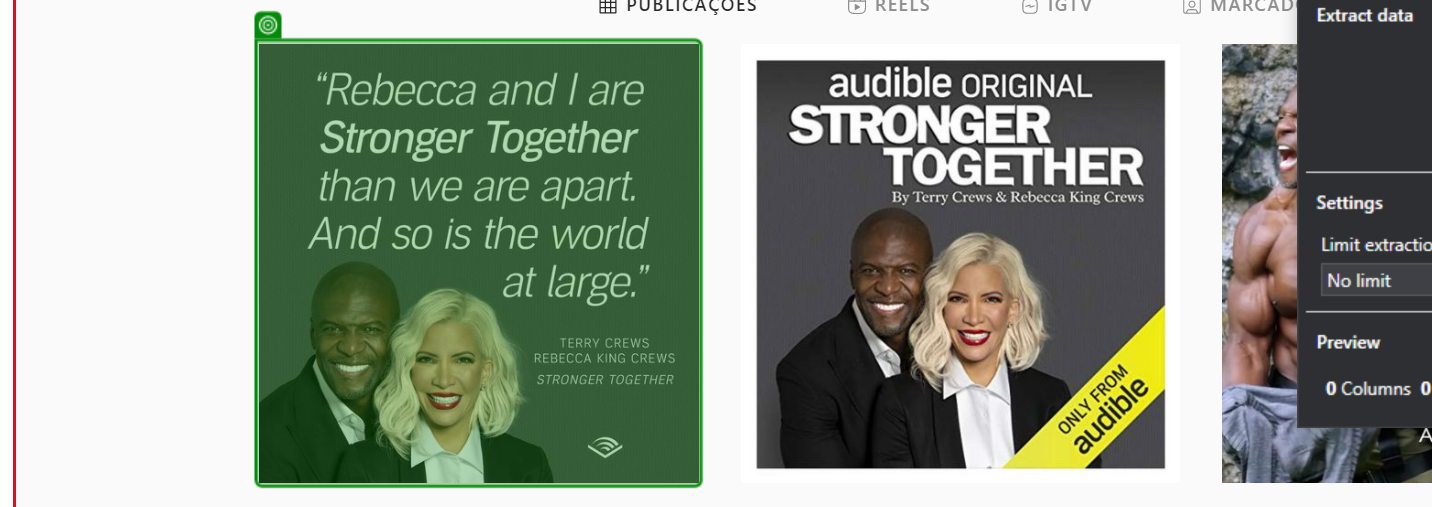 PUBLICAÇÕES
REELS
IGTV
MARCAD
Extract data
“Rebecca and I are
Stronger Together
than we are apart.
And so is the world
at large.”
TERRY CREWS
REBECCA KING CREWS
STRONGER TOGETHER
audible ORIGINAL
STRONGER
TOGETHER
By Terry Crews & Rebecca King Crews
ONLY FROM
audible
Settings
Limit extractio
No limit
Preview
0 Columns 0
A